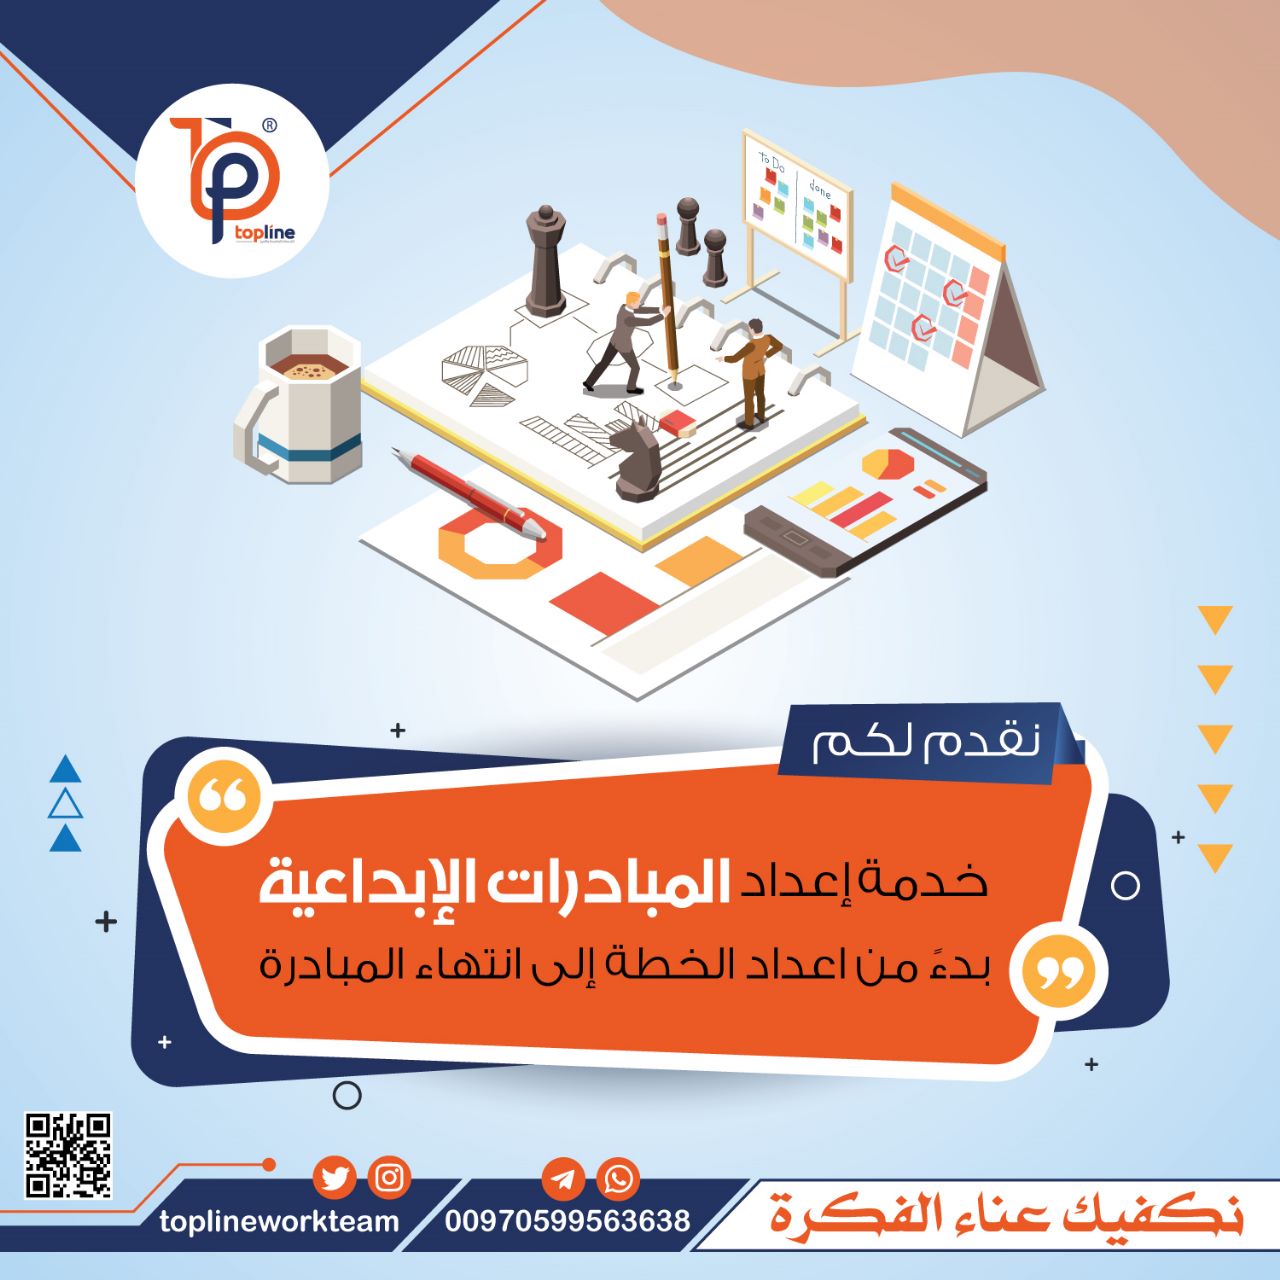 ®
topline
To Do
done
نقدم لكم
خدمة إعداد المبادرات الإبداعية
بدءً من اعداد الخطة إلى انتهاء المبادرة
toplineworkteam
00970599563638
نكفيك عناء الفكرة